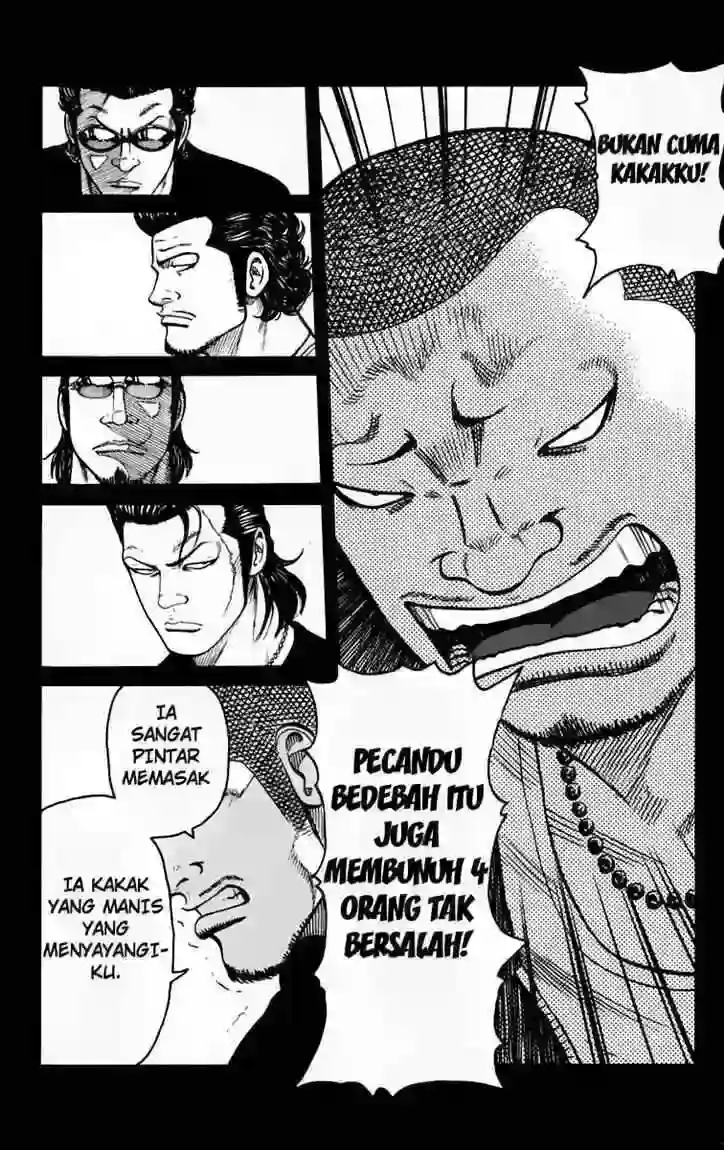 BUKAN CUMA
KAKAKKU!
PECANDU
BEDEBAH ITU
JUGA
MEMBUNUH 4
ORANG TAK
BERSALAH!
IA
SANGAT
PINTAR
MEMASAK
IA KAKAK
YANG MANIS
YANG
MENYAYANGI-
KU.